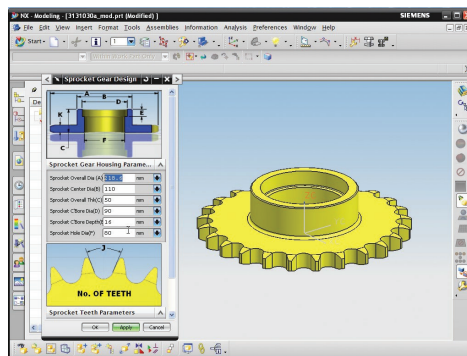 NX - Modeling - [3131030a_mod.prt (Modified) ]
SIEMENS
File Edit View Insert Format Tools Assemblies Information Analysis Preferences Window Help
Start
Sprocket Gear Design
A
B
D
E
K
C
F
Sprocket Gear Housing Parame...
Sprocket Overall Dia (A) mm
Sprocket Center Dia(B) 110 mm
Sprocket Overall Thk(C) 50 mm
Sprocket C'Bore Dia(D) 90 mm
Sprocket C'Bore Depth(E) 16 mm
Sprocket Hole Dia(F) 80 mm
J
No. OF TEETH
Sprocket Teeth Parameters
OK Apply Cancel